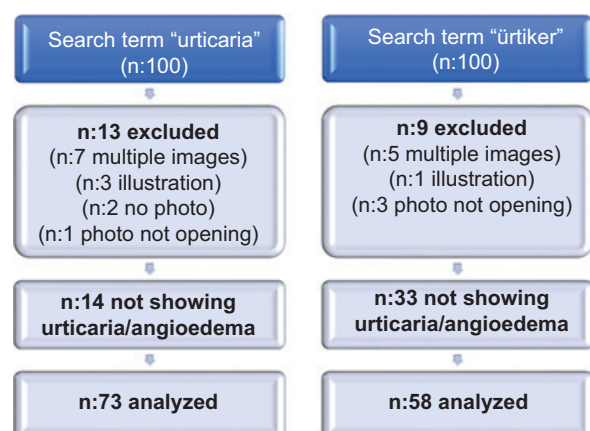 Search term “urticaria”
(n:100)
n:13 excluded
(n:7 multiple images)
(n:3 illustration)
(n:2 no photo)
(n:1 photo not opening)
n:14 not showing
urticaria/angioedema
n:73 analyzed
Search term “ürtiker”
(n:100)
n:9 excluded
(n:5 multiple images)
(n:1 illustration)
(n:3 photo not opening)
n:33 not showing
urticaria/angioedema
n:58 analyzed